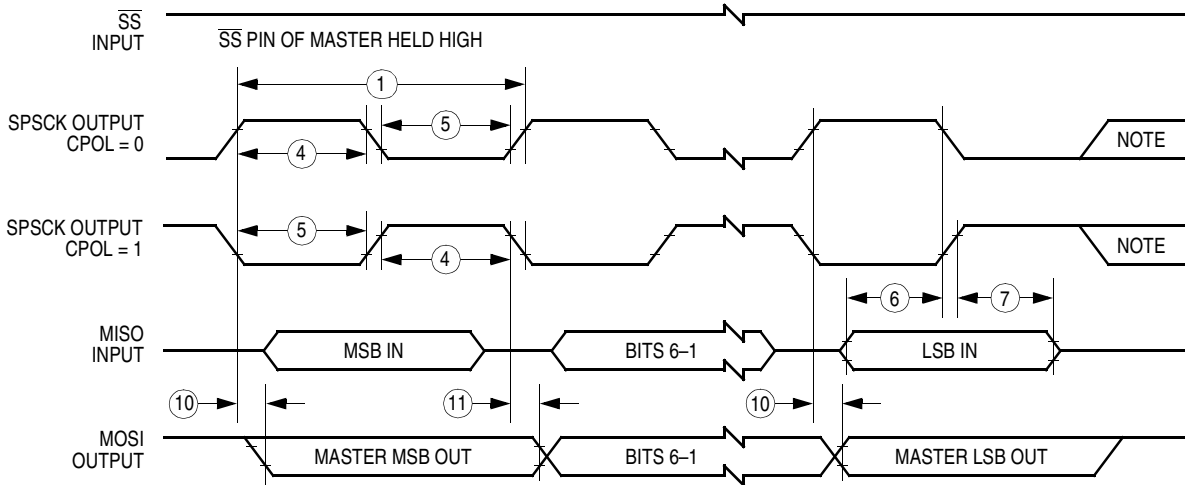 SS
INPUT
SS PIN OF MASTER HELD HIGH
1
SPSCK OUTPUT
CPOL = 0
5
4
NOTE
SPSCK OUTPUT
CPOL = 1
5
4
NOTE
6
7
MISO
INPUT
MSB IN
BITS 6–1
LSB IN
10
11
10
MOSI
OUTPUT
MASTER MSB OUT
BITS 6–1
MASTER LSB OUT